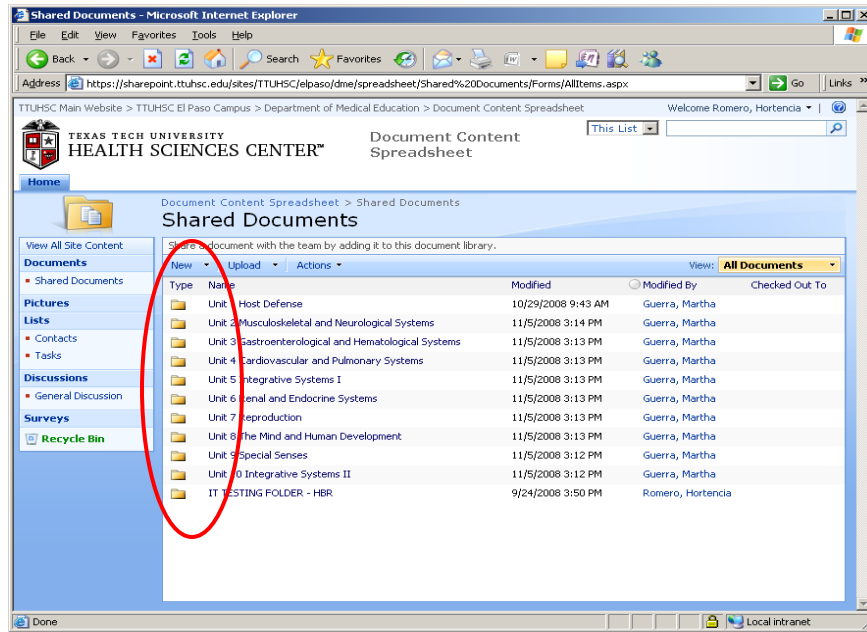 Shared Documents - Microsoft Internet Explorer
File Edit View Favorites Tools Help
Back Search Favorites
Address https://sharepoint.ttuhsc.edu/sites/TTUHSC/elpaso/dme/spreadsheet/Shared%20Documents/Forms/AllItems.aspx Go Links »
TTUHSC Main Website > TTUHSC El Paso Campus > Department of Medical Education > Document Content Spreadsheet Welcome Romero, Hortencia
TEXAS TECH UNIVERSITY
HEALTH SCIENCES CENTER™
Document Content
Spreadsheet
This List
Home
Document Content Spreadsheet > Shared Documents
Shared Documents
View All Site Content
Documents
Shared Documents
Pictures
Lists
Contacts
Tasks
Discussions
General Discussion
Surveys
Recycle Bin
Share a document with the team by adding it to this document library.
New Upload Actions View: All Documents
Type Name Modified Modified By Checked Out To
Unit 1 Host Defense 10/29/2008 9:43 AM Guerra, Martha
Unit 2 Musculoskeletal and Neurological Systems 11/5/2008 3:14 PM Guerra, Martha
Unit 3 Gastroenterological and Hematological Systems 11/5/2008 3:13 PM Guerra, Martha
Unit 4 Cardiovascular and Pulmonary Systems 11/5/2008 3:13 PM Guerra, Martha
Unit 5 Integrative Systems I 11/5/2008 3:13 PM Guerra, Martha
Unit 6 Renal and Endocrine Systems 11/5/2008 3:13 PM Guerra, Martha
Unit 7 Reproduction 11/5/2008 3:13 PM Guerra, Martha
Unit 8 The Mind and Human Development 11/5/2008 3:13 PM Guerra, Martha
Unit 9 Special Senses 11/5/2008 3:12 PM Guerra, Martha
Unit 10 Integrative Systems II 11/5/2008 3:12 PM Guerra, Martha
IT TESTING FOLDER - HBR 9/24/2008 3:50 PM Romero, Hortencia
Done Local intranet